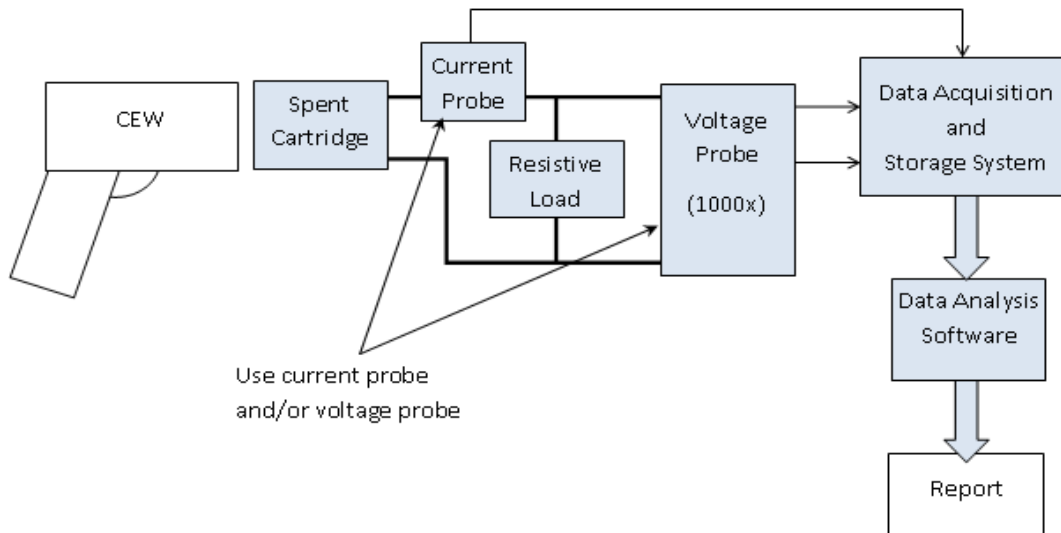 CEW
Spent
Cartridge
Current
Probe
Resistive
Load
Voltage
Probe
(1000x)
Data Acquisition
and
Storage System
Data Analysis
Software
Report
Use current probe
and/or voltage probe